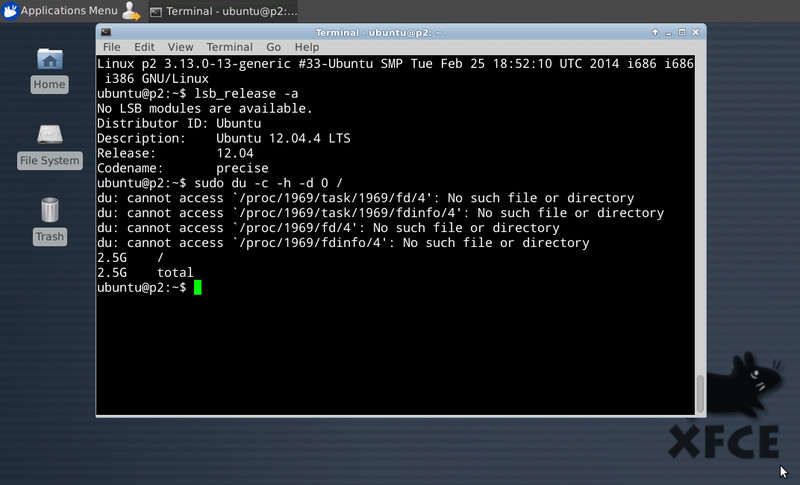 Applications Menu
Terminal - ubuntu@p2:...
Terminal - ubuntu@p2: ~
File Edit View Terminal Go Help
Linux p2 3.13.0-13-generic #33-Ubuntu SMP Tue Feb 25 18:52:10 UTC 2014 i686 i686
i386 GNU/Linux
ubuntu@p2:~$ lsb_release -a
No LSB modules are available.
Distributor ID: Ubuntu
Description: Ubuntu 12.04.4 LTS
Release: 12.04
Codename: precise
ubuntu@p2:~$ sudo du -c -h -d 0 /
du: cannot access `/proc/1969/task/1969/fd/4': No such file or directory
du: cannot access `/proc/1969/task/1969/fdinfo/4': No such file or directory
du: cannot access `/proc/1969/fd/4': No such file or directory
du: cannot access `/proc/1969/fdinfo/4': No such file or directory
2.5G /
2.5G total
ubuntu@p2:~$
Home
File System
Trash
XFCE